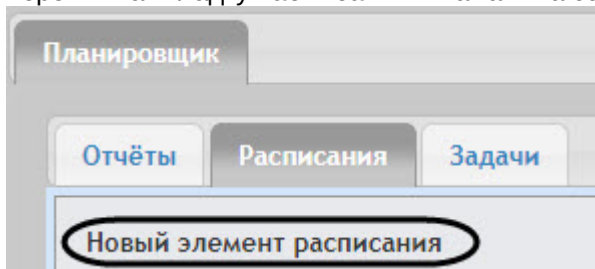 Планировщик
Отчёты Расписания Задачи
Новый элемент расписания